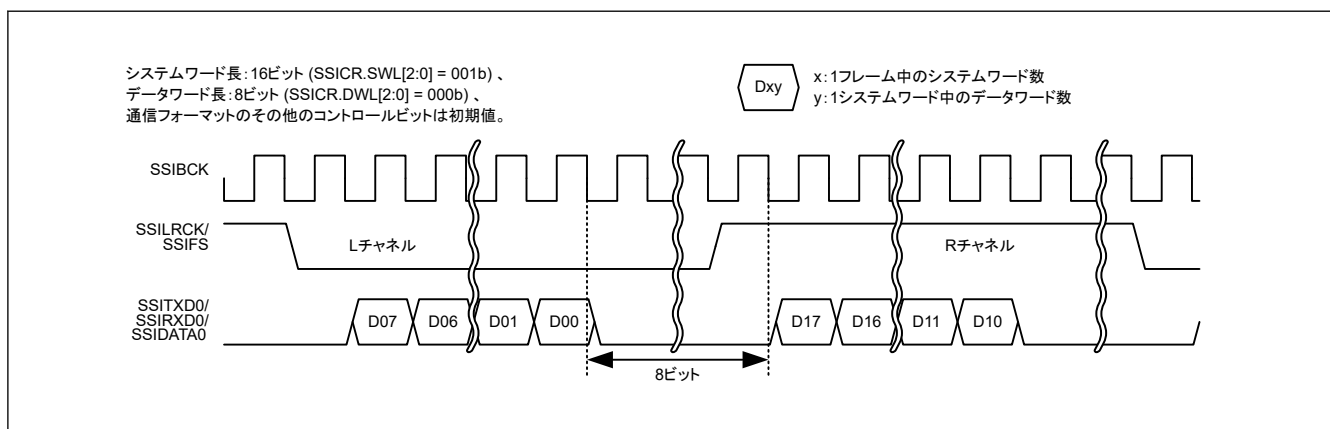 システムワード長:16ビット (SSICR.SWL[2:0] = 001b) 、
データワード長:8ビット (SSICR.DWL[2:0] = 000b) 、
通信フォーマットのその他のコントロールビットは初期値。
Dxy
x:1フレーム中のシステムワード数
y:1システムワード中のデータワード数
SSIBCK
SSILRCK/
SSIFS
Lチャネル
Rチャネル
SSITXD0/
SSIRXD0/
SSIDATA0
D07 D06 D01 D00 D17 D16 D11 D10
8ビット